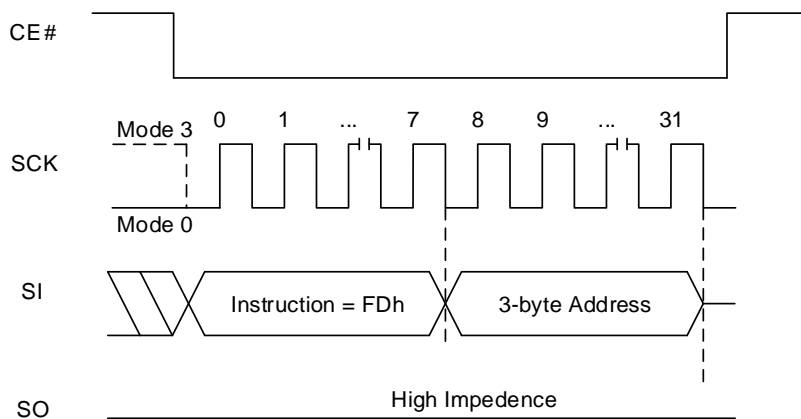 CE#
0 1 ... 7 8 9 ... 31
Mode 3
SCK
Mode 0
SI
Instruction = FDh
3-byte Address
High Impedence
SO